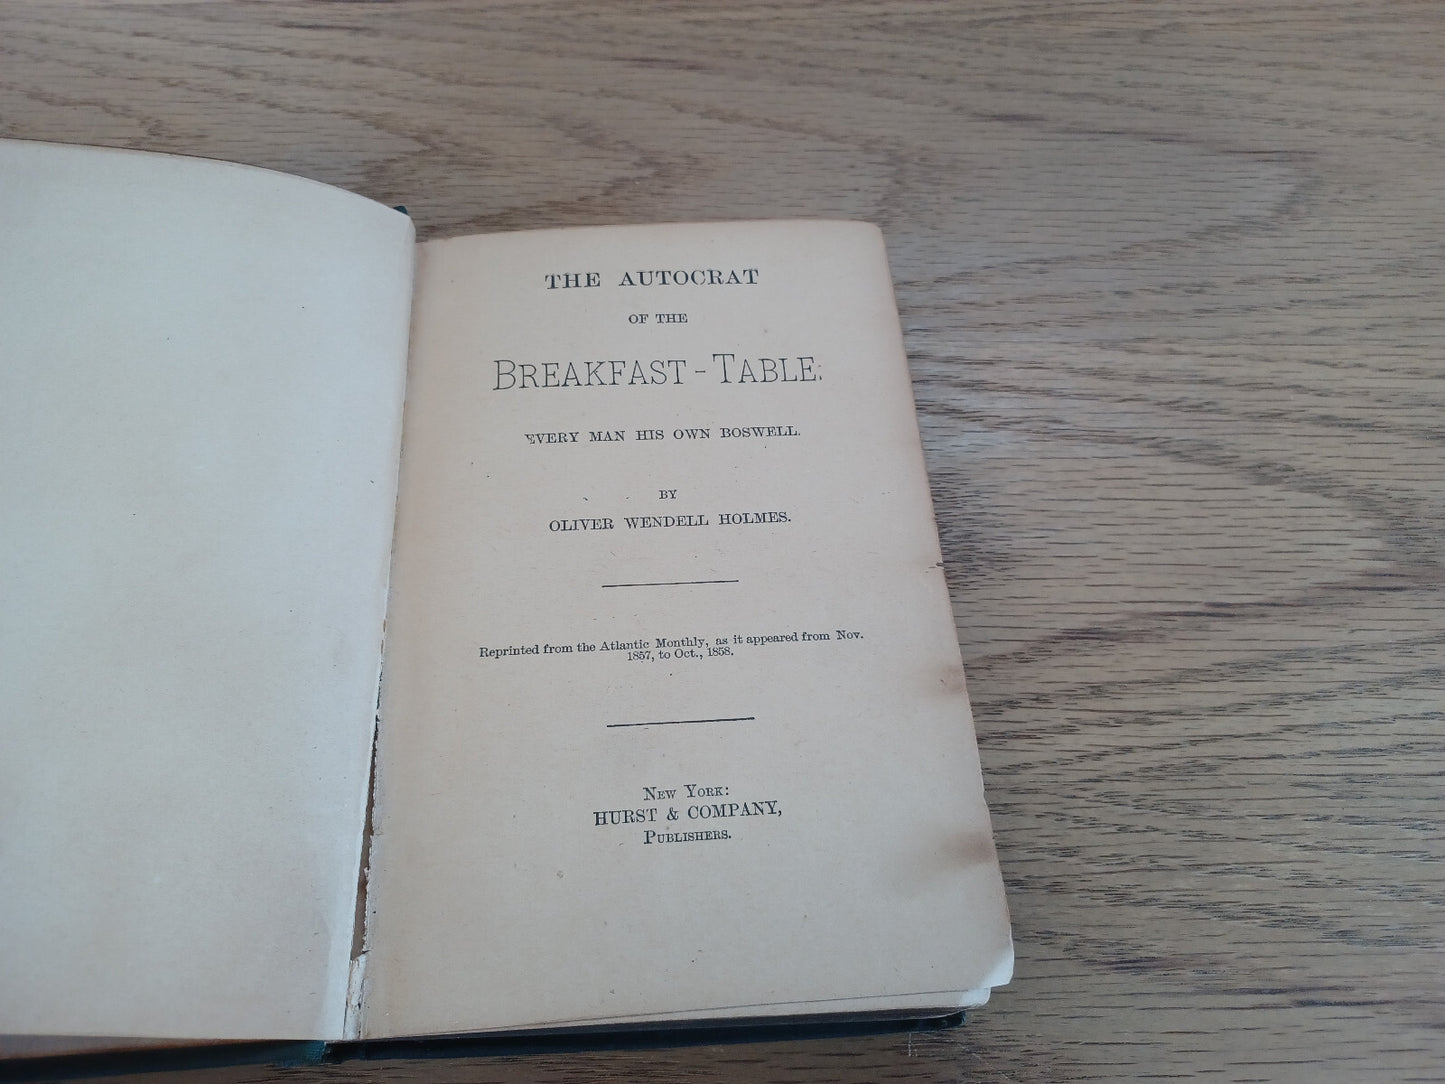 THE AUTOCRAT
OF THE
BREAKFAST-TABLE.
EVERY MAN HIS OWN BOSWELL.
BY
OLIVER WENDELL HOLMES.
Reprinted from the Atlantic Monthly, as it appeared from Nov.
1857, to Oct., 1858.
NEW YORK:
HURST & COMPANY,
PUBLISHERS.